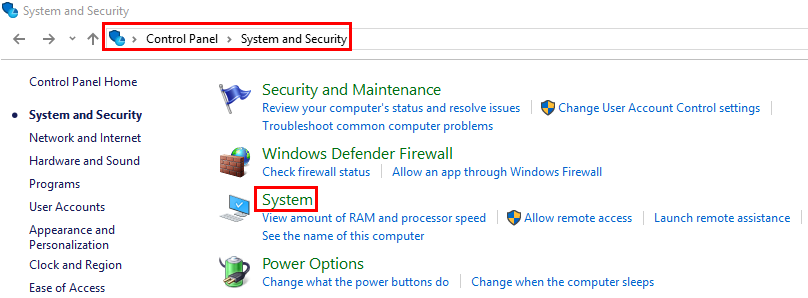 System and Security
Control Panel > System and Security
Control Panel Home
System and Security
Network and Internet
Hardware and Sound
Programs
User Accounts
Appearance and
Personalization
Clock and Region
Ease of Access
Security and Maintenance
Review your computer's status and resolve issues | Change User Account Control settings
Troubleshoot common computer problems
Windows Defender Firewall
Check firewall status | Allow an app through Windows Firewall
System
View amount of RAM and processor speed | Allow remote access | Launch remote assistance
See the name of this computer
Power Options
Change what the power buttons do | Change when the computer sleeps